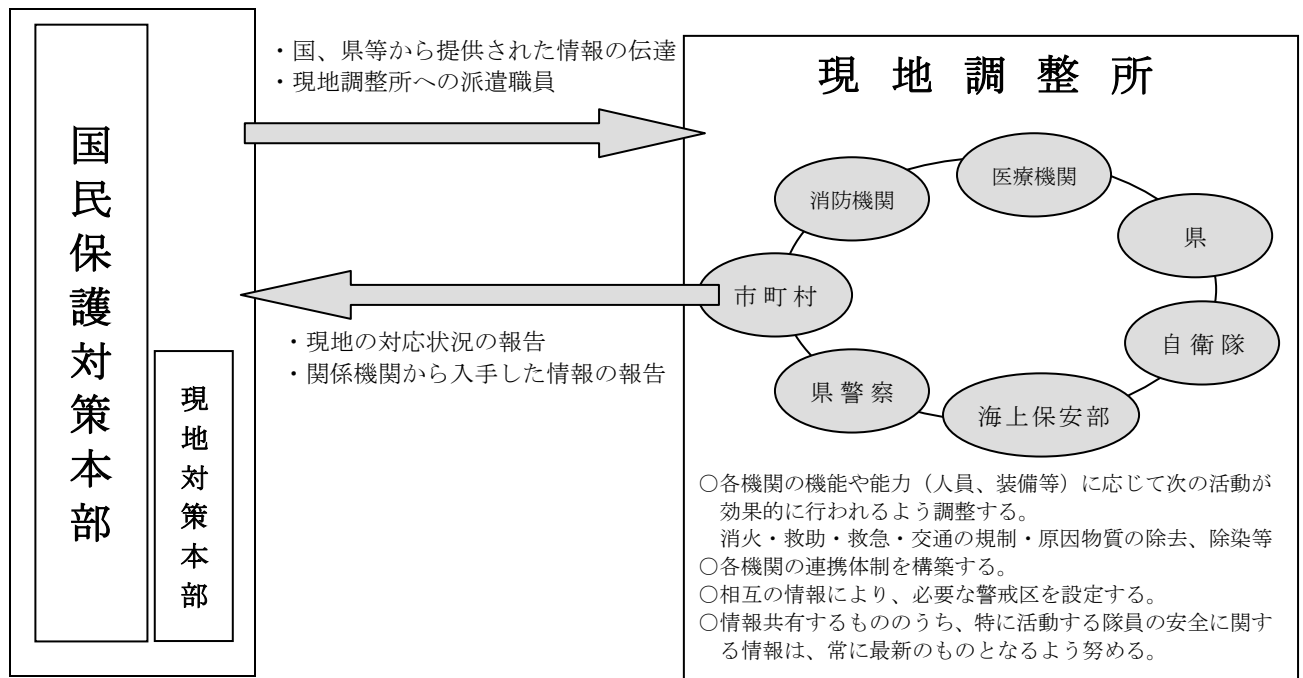 国民保護対策本部
現地対策本部
・国、県等から提供された情報の伝達
・現地調整所への派遣職員
・現地の対応状況の報告
・関係機関から入手した情報の報告
現地調整所
医療機関
消防機関
県
市町村
自衛隊
県警察
海上保安部
○各機関の機能や能力（人員、装備等）に応じて次の活動が
効果的に行われるよう調整する。
消火・救助・救急・交通の規制・原因物質の除去、除染等
○各機関の連携体制を構築する。
○相互の情報により、必要な警戒区を設定する。
○情報共有するもののうち、特に活動する隊員の安全に関す
る情報は、常に最新のものとなるよう努める。